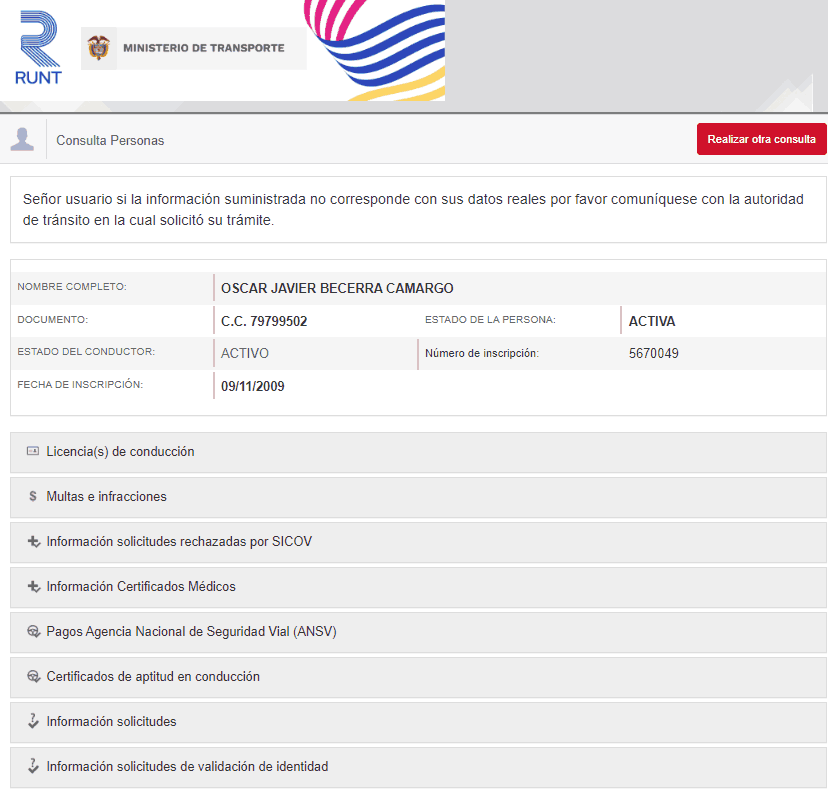 RUNT
MINISTERIO DE TRANSPORTE
Consulta Personas
Realizar otra consulta
Señor usuario si la información suministrada no corresponde con sus datos reales por favor comuníquese con la autoridad
de tránsito en la cual solicitó su trámite.
NOMBRE COMPLETO: OSCAR JAVIER BECERRA CAMARGO
DOCUMENTO: C.C. 79799502 ESTADO DE LA PERSONA: ACTIVA
ESTADO DEL CONDUCTOR: ACTIVO Número de inscripción: 5670049
FECHA DE INSCRIPCIÓN: 09/11/2009
Licencia(s) de conducción
$ Multas e infracciones
Información solicitudes rechazadas por SICOV
Información Certificados Médicos
Pagos Agencia Nacional de Seguridad Vial (ANSV)
Certificados de aptitud en conducción
Información solicitudes
Información solicitudes de validación de identidad